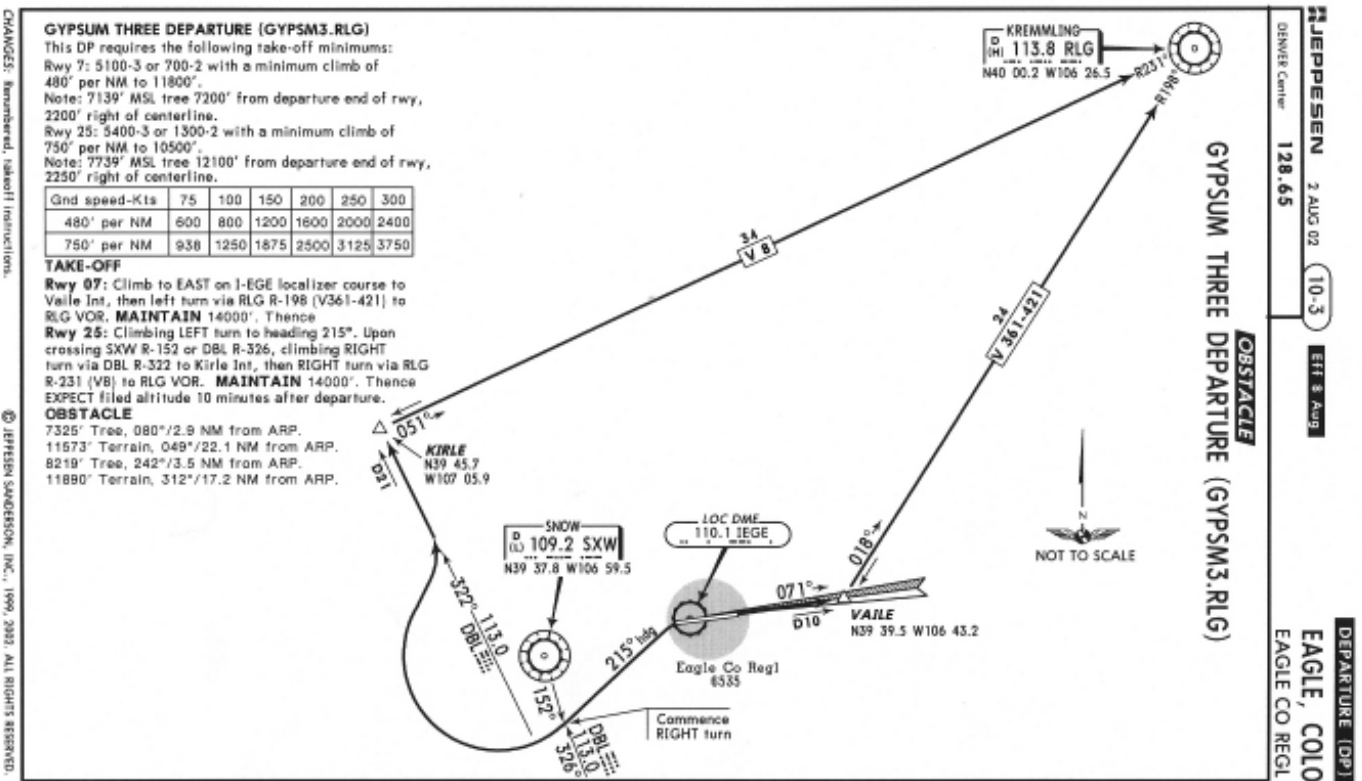 JEPPESEN 2 AUG 02 10-3 Eff 8 Aug
DEPARTURE (DP)
EAGLE, COLO
EAGLE CO REGL
DENVER Center 128.65
OBSTACLE
GYPSUM THREE DEPARTURE (GYPSM3.RLG)
GYPSUM THREE DEPARTURE (GYPSM3.RLG)
This DP requires the following take-off minimums:
Rwy 7: 5100-3 or 700-2 with a minimum climb of
480' per NM to 11800'.
Note: 7139' MSL tree 7200' from departure end of rwy,
2200' right of centerline.
Rwy 25: 5400-3 or 1300-2 with a minimum climb of
750' per NM to 10500'.
Note: 7739' MSL tree 12100' from departure end of rwy,
2250' right of centerline.
Gnd speed-Kts 75 100 150 200 250 300
480' per NM 600 800 1200 1600 2000 2400
750' per NM 938 1250 1875 2500 3125 3750
TAKE-OFF
Rwy 07: Climb to EAST on I-EGE localizer course to
Vaile Int, then left turn via RLG R-198 (V361-421) to
RLG VOR. MAINTAIN 14000'. Thence
Rwy 25: Climbing LEFT turn to heading 215°. Upon
crossing SXW R-152 or DBL R-326, climbing RIGHT
turn via DBL R-322 to Kirle Int, then RIGHT turn via RLG
R-231 (V8) to RLG VOR. MAINTAIN 14000'. Thence
EXPECT filed altitude 10 minutes after departure.
OBSTACLE
7325' Tree, 080°/2.9 NM from ARP.
11573' Terrain, 049°/22.1 NM from ARP.
8219' Tree, 242°/3.5 NM from ARP.
11890' Terrain, 312°/17.2 NM from ARP.
KREMMLING
D
(H) 113.8 RLG
N40 00.2 W106 26.5
R231°
R198°
34
V 8
24
V 361-421
051°
KIRLE
N39 45.7
W107 05.9
D21
SNOW
D
(L) 109.2 SXW
N39 37.8 W106 59.5
LOC DME
110.1 IEGE
018°
071°
D10
VAILE
N39 39.5 W106 43.2
N
NOT TO SCALE
322° 113.0
DBL
215° hdg
Eagle Co Regl
6535
152°
Commence
RIGHT turn
DBL
113.0
326°
CHANGES: Renumbered, takeoff instructions.
© JEPPESEN SANDERSON, INC., 1999, 2002. ALL RIGHTS RESERVED.